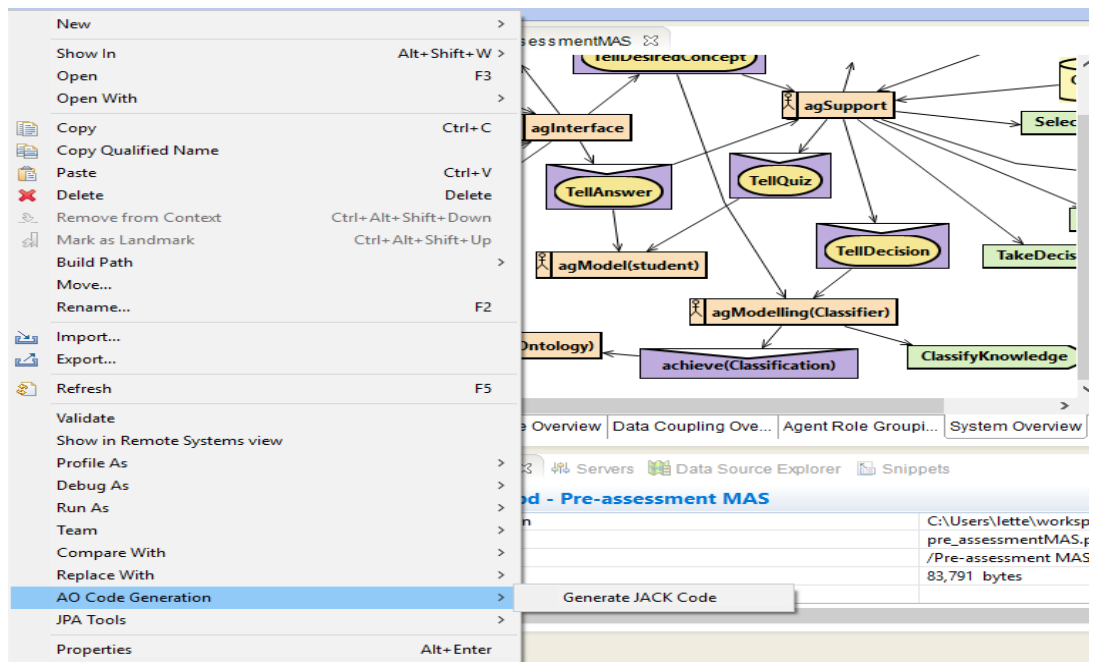 New >
Show In Alt+Shift+W >
Open F3
Open With >
Copy Ctrl+C
Copy Qualified Name
Paste Ctrl+V
Delete Delete
Remove from Context Ctrl+Alt+Shift+Down
Mark as Landmark Ctrl+Alt+Shift+Up
Build Path >
Move...
Rename... F2
Import...
Export...
Refresh F5
Validate
Show in Remote Systems view
Profile As >
Debug As >
Run As >
Team >
Compare With >
Replace With >
AO Code Generation >
JPA Tools >
Properties Alt+Enter
Generate JACK Code
sessmentMAS
TellDesiredConcept
agSupport
Selec
agInterface
TellAnswer
TellQuiz
TellDecision
TakeDecis
agModel(student)
agModelling(Classifier)
Ontology)
achieve(Classification)
ClassifyKnowledge
e Overview Data Coupling Ove... Agent Role Groupi... System Overview
Servers Data Source Explorer Snippets
od - Pre-assessment MAS
n C:\Users\lette\worksp
pre_assessmentMAS.p
/Pre-assessment MAS
83,791 bytes